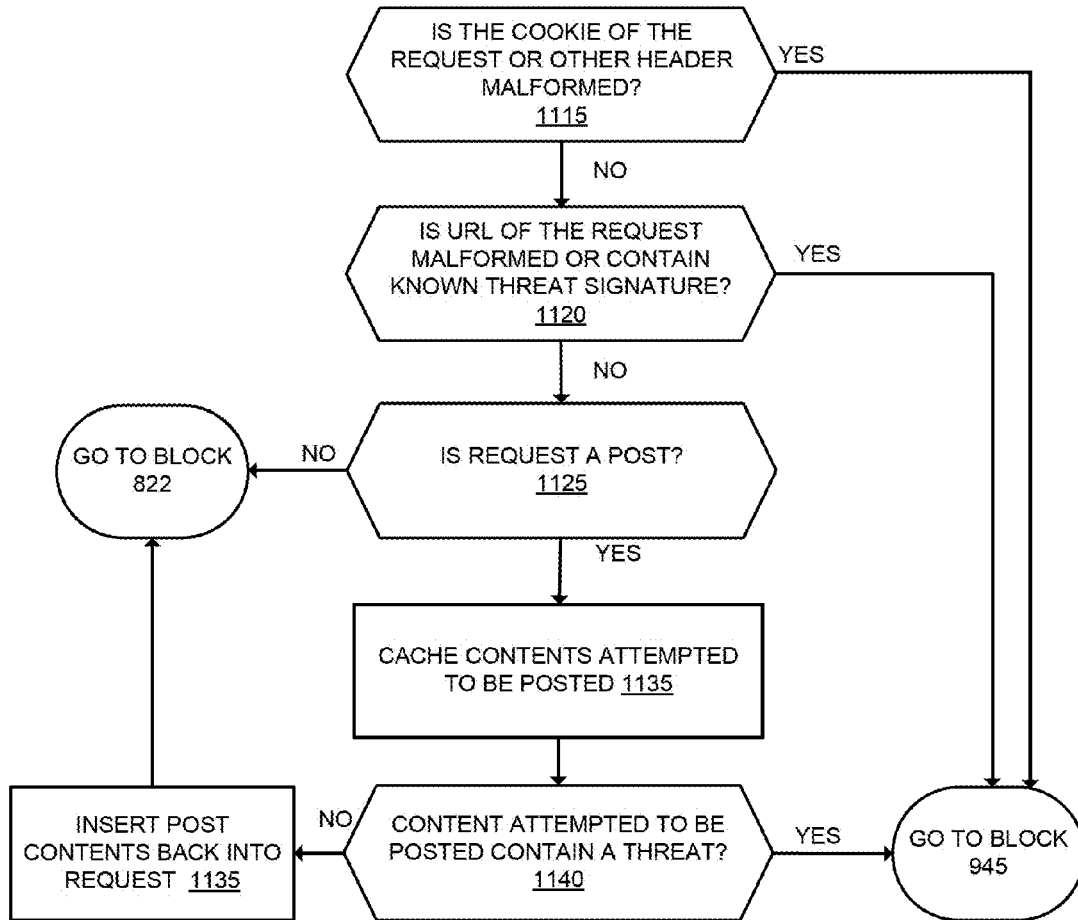 IS THE COOKIE OF THE
REQUEST OR OTHER HEADER
MALFORMED?
1115
YES
NO
IS URL OF THE REQUEST
MALFORMED OR CONTAIN
KNOWN THREAT SIGNATURE?
1120
YES
NO
GO TO BLOCK
822
NO
IS REQUEST A POST?
1125
YES
CACHE CONTENTS ATTEMPTED
TO BE POSTED 1135
INSERT POST
CONTENTS BACK INTO
REQUEST 1135
NO
CONTENT ATTEMPTED TO BE
POSTED CONTAIN A THREAT?
1140
YES
GO TO BLOCK
945